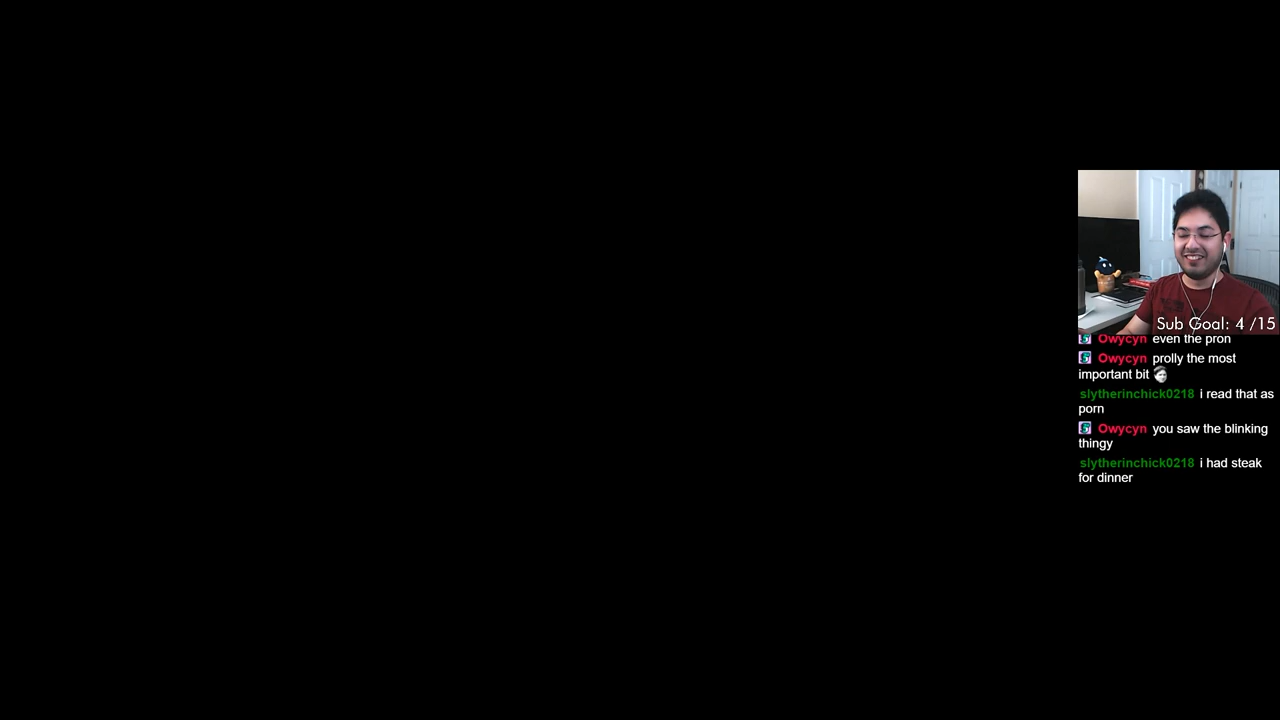 Sub Goal: 4 /15
Owycyn even the pron
Owycyn prolly the most
important bit
slytherinchick0218 i read that as
porn
Owycyn you saw the blinking
thingy
slytherinchick0218 i had steak
for dinner